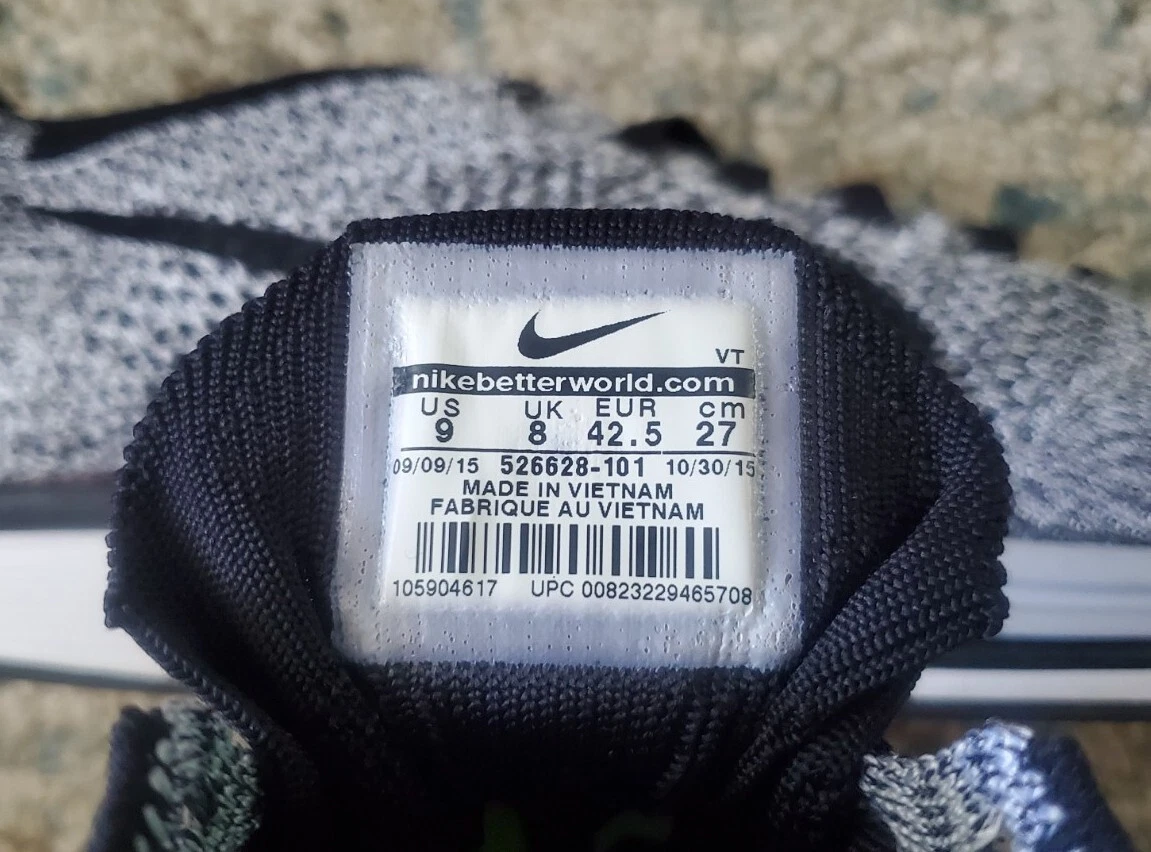 VT
nikebetterworld.com
US UK EUR cm
9 8 42.5 27
09/09/15 526628-101 10/30/15
MADE IN VIETNAM
FABRIQUE AU VIETNAM
105904617 UPC 00823229465708